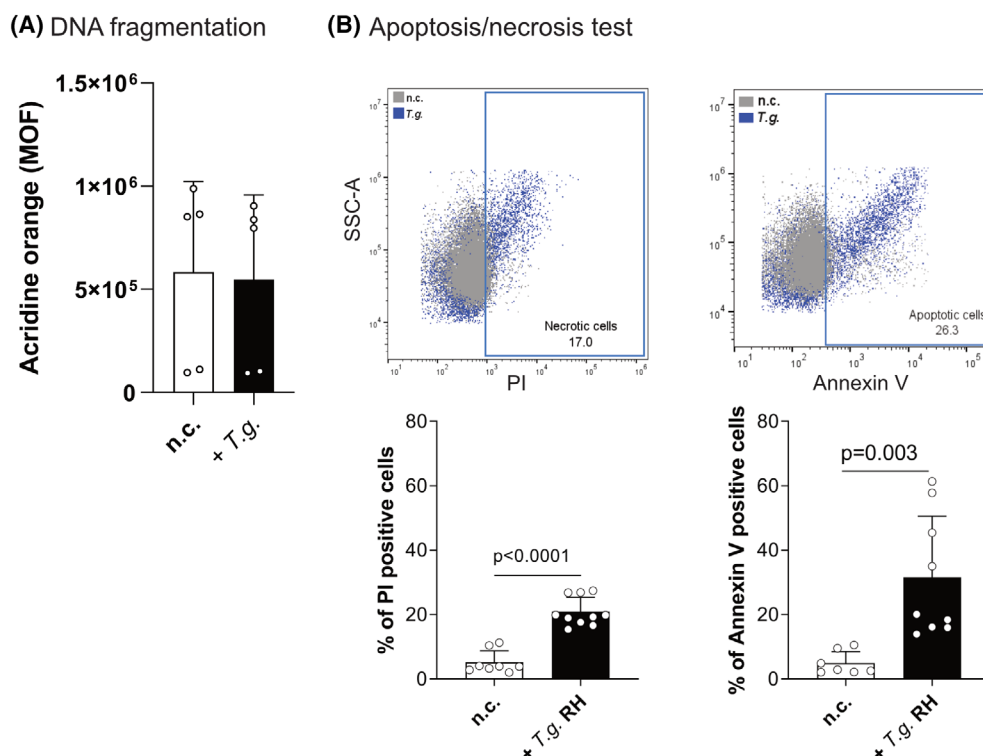 (A) DNA fragmentation
Acridine orange (MOF)
1.5×10⁶
1×10⁶
5×10⁵
0
n.c.
+ T.g.
(B) Apoptosis/necrosis test
n.c.
T.g.
SSC-A
10⁷
10⁶
10⁵
10⁴
Necrotic cells
17.0
10¹ 10² 10³ 10⁴ 10⁵ 10⁶
PI
n.c.
T.g.
10⁷
10⁶
10⁵
10⁴
Apoptotic cells
26.3
10¹ 10² 10³ 10⁴ 10⁵
Annexin V
% of PI positive cells
80
60
40
20
0
p<0.0001
n.c.
+ T.g. RH
% of Annexin V positive cells
80
60
40
20
0
p=0.003
n.c.
+ T.g. RH